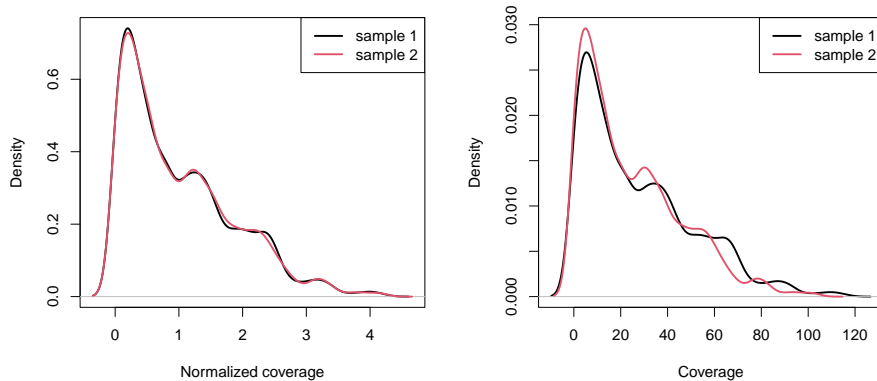 sample 1
sample 2
Density
0.0 0.2 0.4 0.6
0 1 2 3 4
Normalized coverage
sample 1
sample 2
Density
0.000 0.010 0.020 0.030
0 20 40 60 80 100 120
Coverage